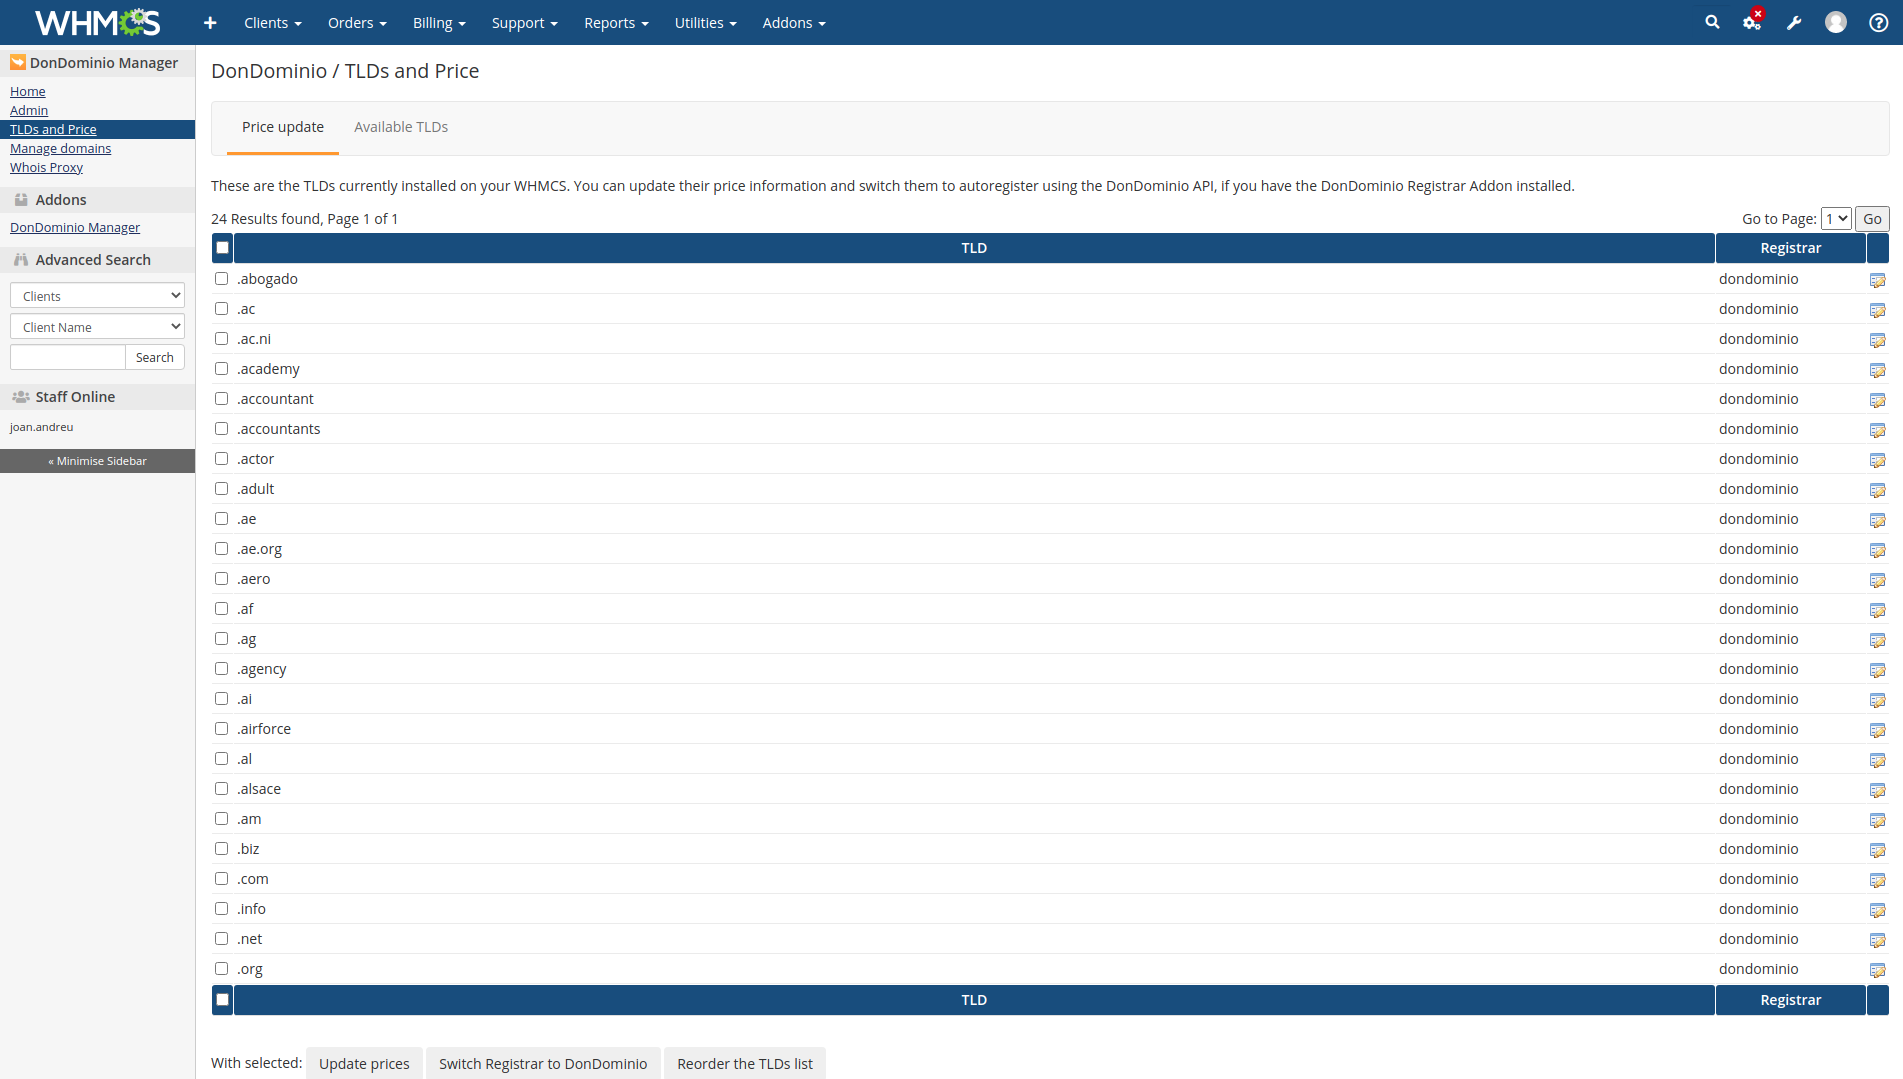 WHMCS
+ Clients Orders Billing Support Reports Utilities Addons
DonDominio Manager
Home
Admin
TLDs and Price
Manage domains
Whois Proxy
Addons
DonDominio Manager
Advanced Search
Clients
Client Name
Search
Staff Online
joan.andreu
« Minimise Sidebar
DonDominio / TLDs and Price
Price update Available TLDs
These are the TLDs currently installed on your WHMCS. You can update their price information and switch them to autoregister using the DonDominio API, if you have the DonDominio Registrar Addon installed.
24 Results found, Page 1 of 1 Go to Page: 1 Go
TLD Registrar
.abogado dondominio
.ac dondominio
.ac.ni dondominio
.academy dondominio
.accountant dondominio
.accountants dondominio
.actor dondominio
.adult dondominio
.ae dondominio
.ae.org dondominio
.aero dondominio
.af dondominio
.ag dondominio
.agency dondominio
.ai dondominio
.airforce dondominio
.al dondominio
.alsace dondominio
.am dondominio
.biz dondominio
.com dondominio
.info dondominio
.net dondominio
.org dondominio
TLD Registrar
With selected: Update prices Switch Registrar to DonDominio Reorder the TLDs list